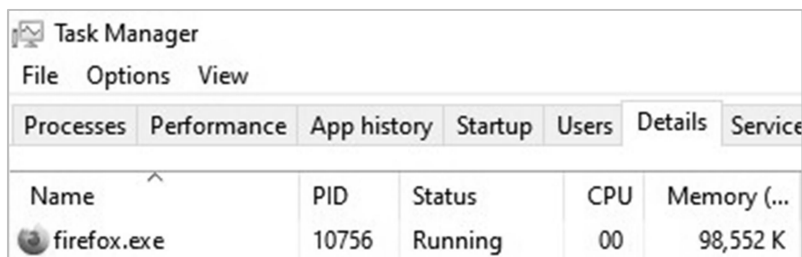 Task Manager
File Options View
Processes Performance App history Startup Users Details Service
Name PID Status CPU Memory (...
firefox.exe 10756 Running 00 98,552 K